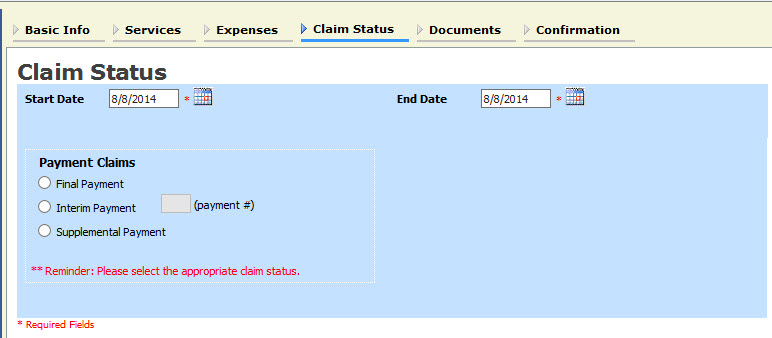 Basic Info Services Expenses Claim Status Documents Confirmation
Claim Status
Start Date 8/8/2014 * End Date 8/8/2014 *
Payment Claims
Final Payment
Interim Payment (payment #)
Supplemental Payment
** Reminder: Please select the appropriate claim status.
* Required Fields